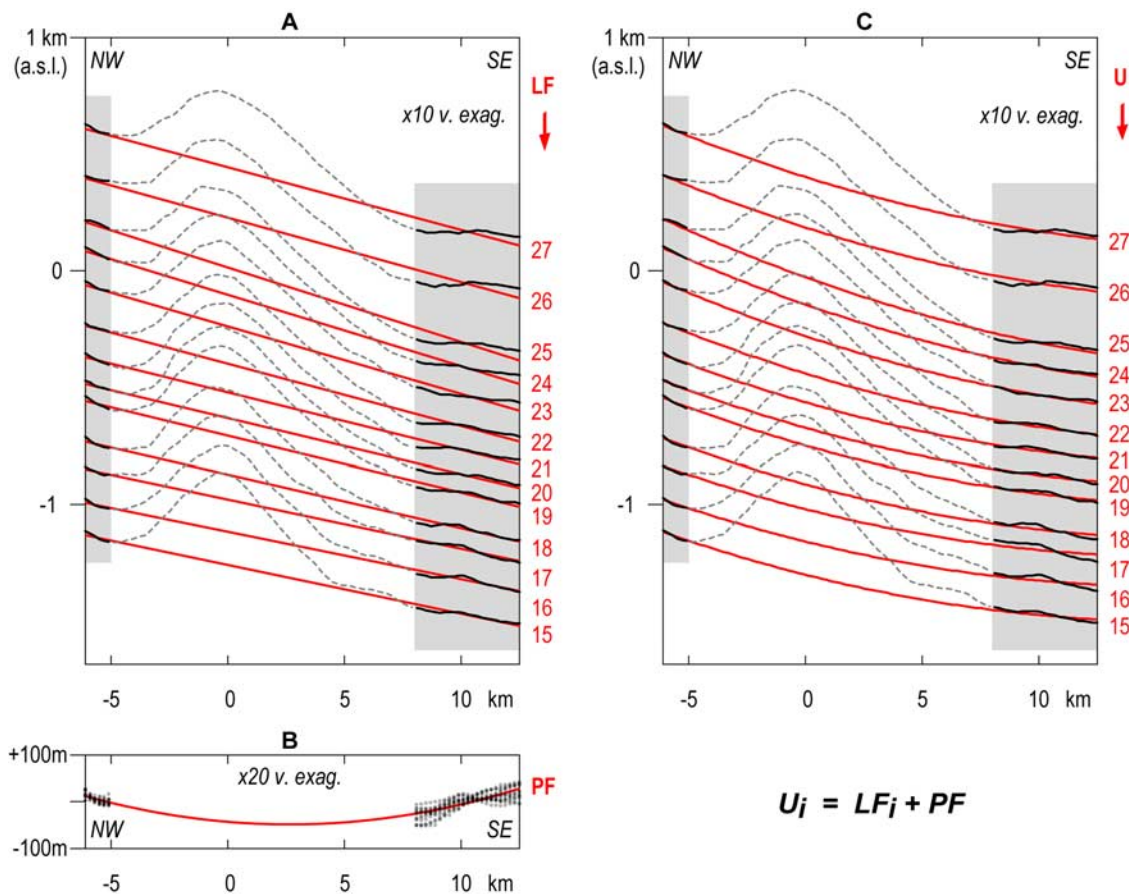 A
C
1 km
(a.s.l.)
NW
SE
LF
x10 v. exag.
0
-1
27
26
25
24
23
22
21
20
19
18
17
16
15
-5
0
5
10
km
1 km
(a.s.l.)
NW
SE
U
x10 v. exag.
0
-1
27
26
25
24
23
22
21
20
19
18
17
16
15
-5
0
5
10
km
B
+100m
x20 v. exag.
PF
NW
SE
-100m
-5
0
5
10
km
Ui = LFi + PF